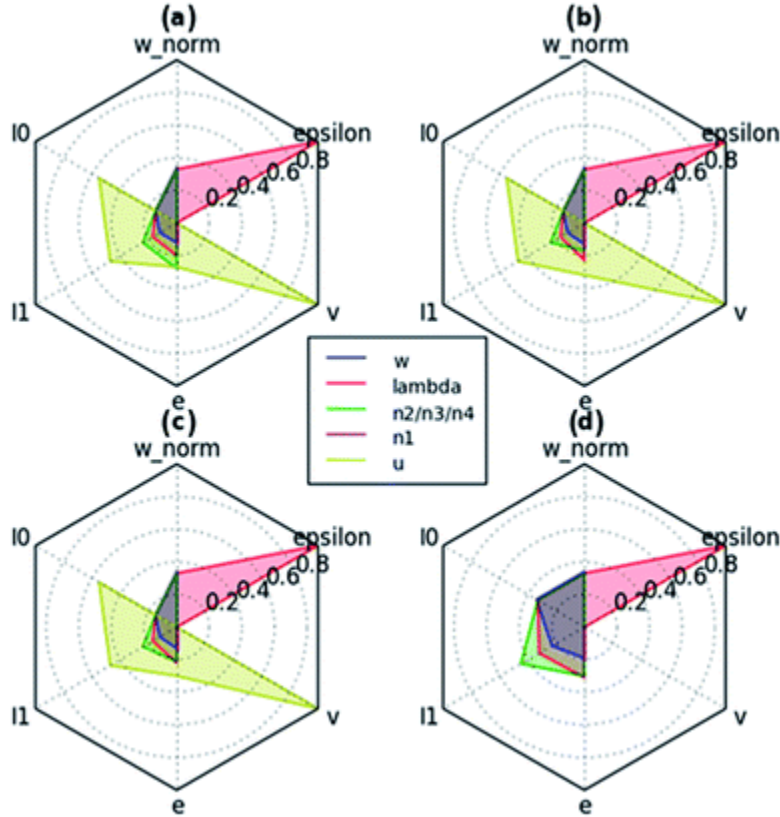 (a)
w_norm
l0
epsilon
0.2 0.4 0.6 0.8
l1
v
e
(b)
w_norm
l0
epsilon
0.2 0.4 0.6 0.8
l1
v
e
w
lambda
n2/n3/n4
n1
u
(c)
w_norm
l0
epsilon
0.2 0.4 0.6 0.8
l1
v
e
(d)
w_norm
l0
epsilon
0.2 0.4 0.6 0.8
l1
v
e